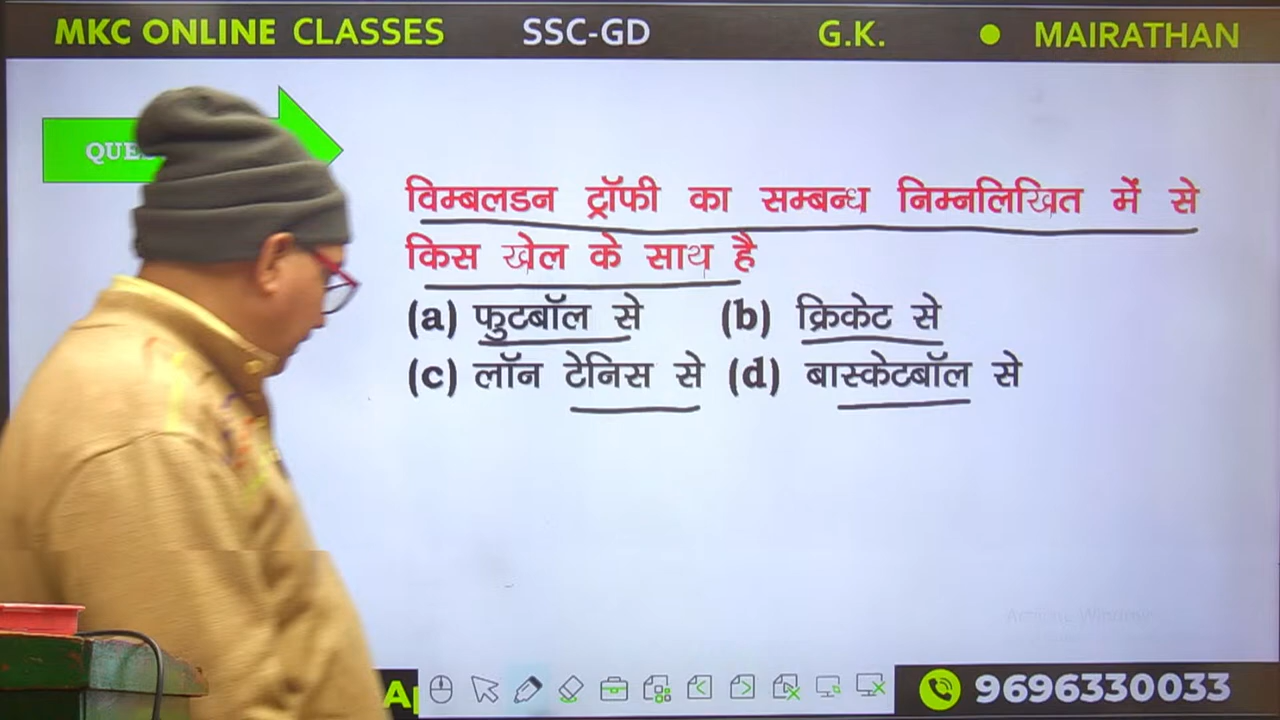 MKC ONLINE CLASSES SSC-GD G.K. MAIRATHAN
विम्बलडन ट्रॉफी का सम्बन्ध निम्नलिखित में से
किस खेल के साथ है
(a) फुटबॉल से (b) क्रिकेट से
(c) लॉन टेनिस से (d) बास्केटबॉल से
9696330033